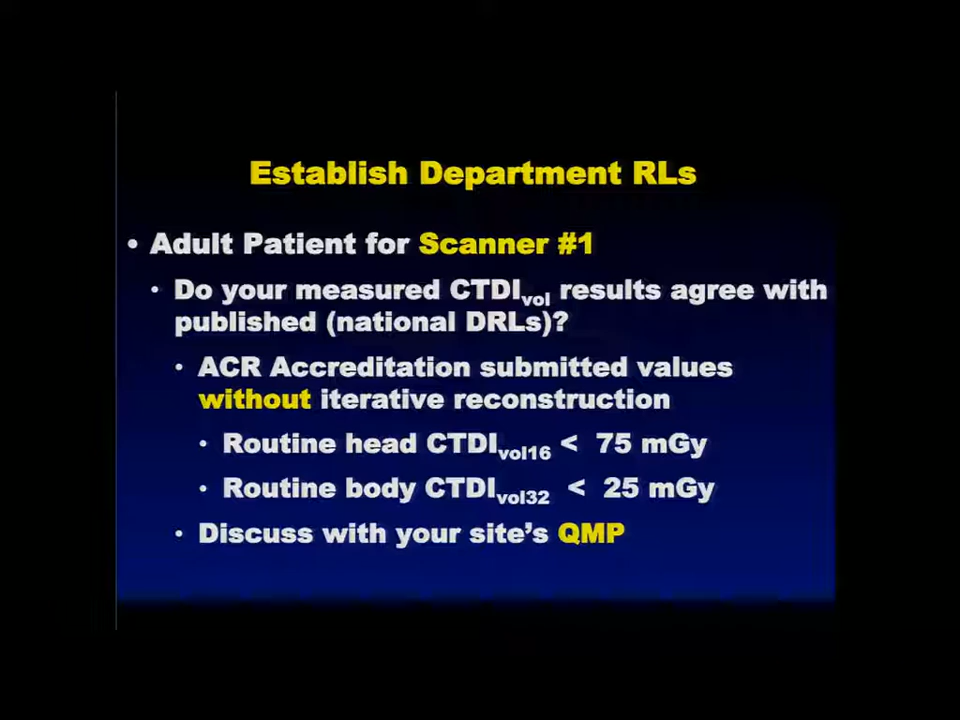 Establish Department RLs
• Adult Patient for Scanner #1
• Do your measured CTDIvol results agree with
published (national DRLs)?
• ACR Accreditation submitted values
without iterative reconstruction
• Routine head CTDIvol16 < 75 mGy
• Routine body CTDIvol32 < 25 mGy
• Discuss with your site's QMP